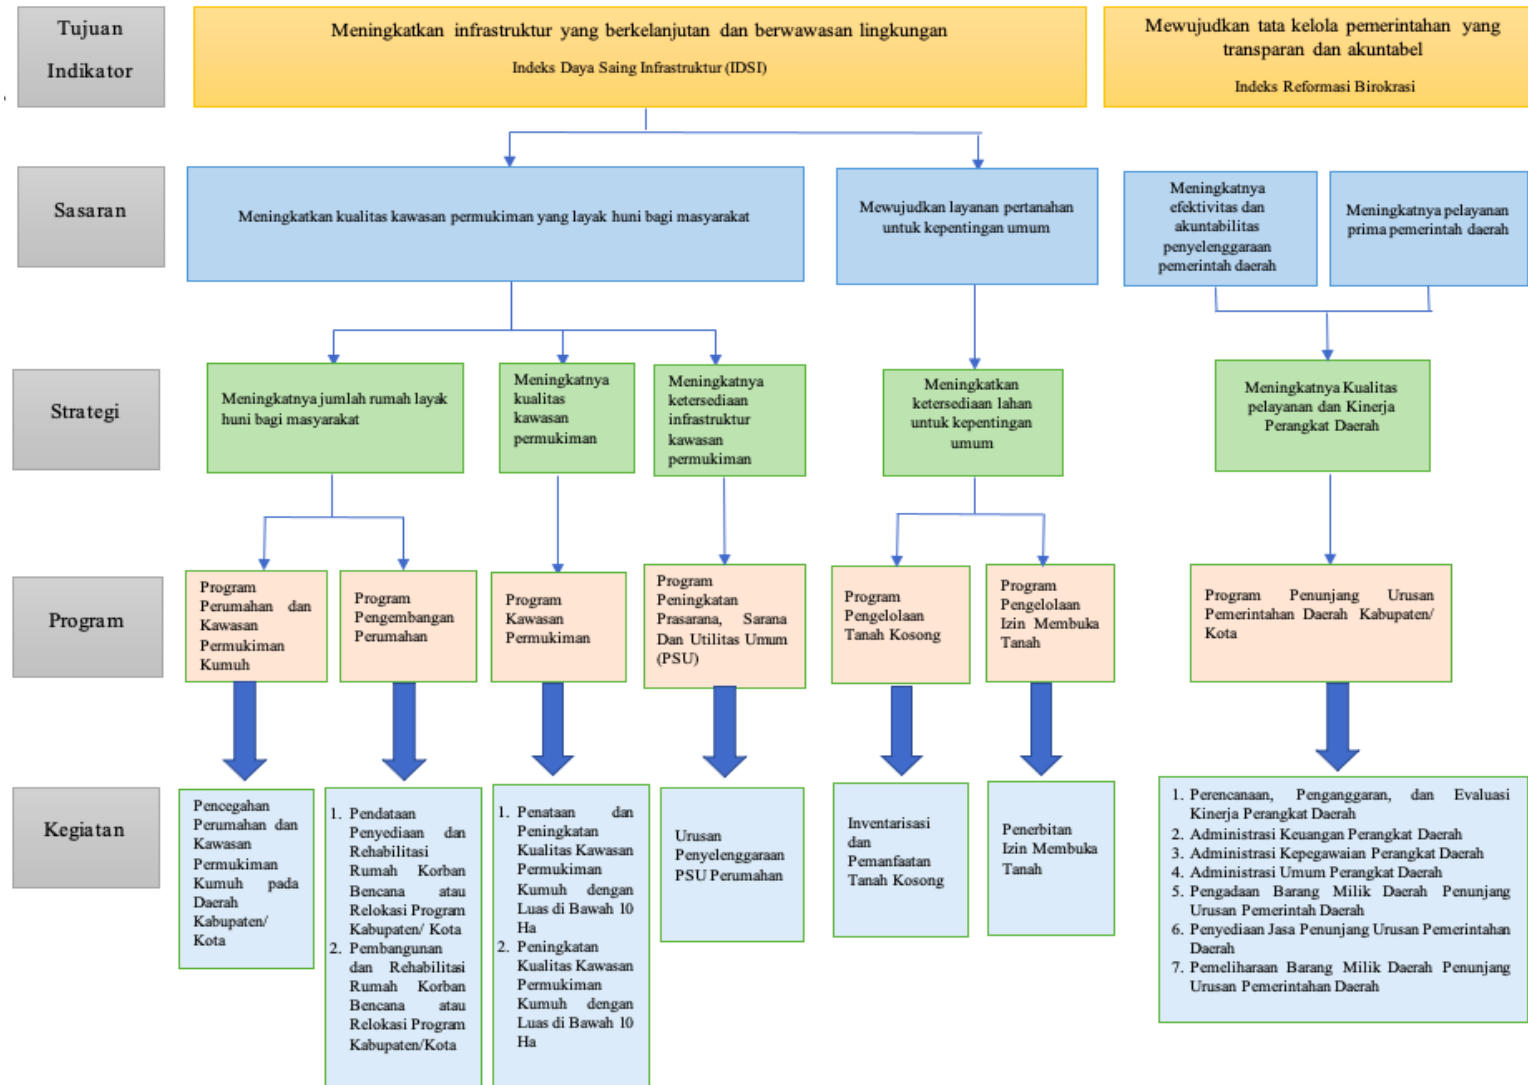 Tujuan
Indikator
Meningkatkan infrastruktur yang berkelanjutan dan berwawasan lingkungan
Indeks Daya Saing Infrastruktur (IDSI)
Mewujudkan tata kelola pemerintahan yang
transparan dan akuntabel
Indeks Reformasi Birokrasi
Sasaran
Meningkatkan kualitas kawasan permukiman yang layak huni bagi masyarakat
Mewujudkan layanan pertanahan
untuk kepentingan umum
Meningkatnya
efektivitas dan
akuntabilitas
penyelenggaraan
pemerintah daerah
Meningkatnya pelayanan
prima pemerintah daerah
Strategi
Meningkatnya jumlah rumah layak
huni bagi masyarakat
Meningkatnya
kualitas
kawasan
permukiman
Meningkatnya
ketersediaan
infrastruktur
kawasan
permukiman
Meningkatkan
ketersediaan lahan
untuk kepentingan
umum
Meningkatnya Kualitas
pelayanan dan Kinerja
Perangkat Daerah
Program
Program
Perumahan dan
Kawasan
Permukiman
Kumuh
Program
Pengembangan
Perumahan
Program
Kawasan
Permukiman
Program
Peningkatan
Prasarana, Sarana
Dan Utilitas Umum
(PSU)
Program
Pengelolaan
Tanah Kosong
Program
Pengelolaan
Izin Membuka
Tanah
Program Penunjang Urusan
Pemerintahan Daerah Kabupaten/
Kota
Kegiatan
Pencegahan
Perumahan dan
Kawasan
Permukiman
Kumuh pada
Daerah
Kabupaten/
Kota
1. Pendataan
Penyediaan dan
Rehabilitasi
Rumah Korban
Bencana atau
Relokasi Program
Kabupaten/ Kota
2. Pembangunan
dan Rehabilitasi
Rumah Korban
Bencana atau
Relokasi Program
Kabupaten/Kota
1. Penataan dan
Peningkatan
Kualitas Kawasan
Permukiman
Kumuh dengan
Luas di Bawah 10
Ha
2. Peningkatan
Kualitas Kawasan
Permukiman
Kumuh dengan
Luas di Bawah 10
Ha
Urusan
Penyelenggaraan
PSU Perumahan
Inventarisasi
dan
Pemanfaatan
Tanah Kosong
Penerbitan
Izin Membuka
Tanah
1. Perencanaan, Penganggaran, dan Evaluasi
Kinerja Perangkat Daerah
2. Administrasi Keuangan Perangkat Daerah
3. Administrasi Kepegawaian Perangkat Daerah
4. Administrasi Umum Perangkat Daerah
5. Pengadaan Barang Milik Daerah Penunjang
Urusan Pemerintah Daerah
6. Penyediaan Jasa Penunjang Urusan Pemerintahan
Daerah
7. Pemeliharaan Barang Milik Daerah Penunjang
Urusan Pemerintahan Daerah